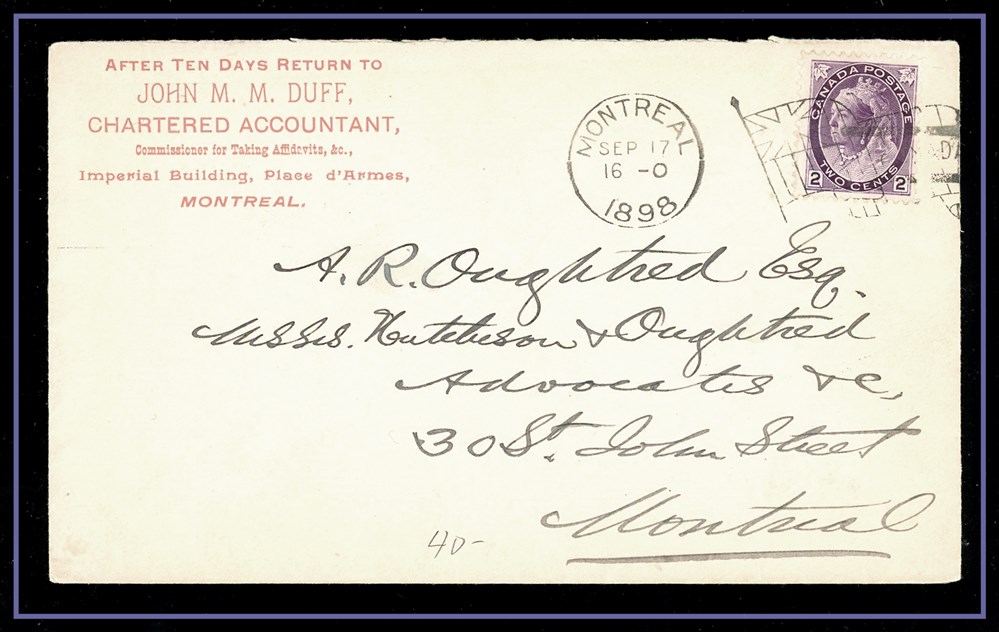 AFTER TEN DAYS RETURN TO
JOHN M. M. DUFF,
CHARTERED ACCOUNTANT,
Commissioner for Taking Affidavits, &c.,
Imperial Building, Place d'Armes,
MONTREAL.
MONTREAL
SEP 17
16 - 0
1898
CANADA POSTAGE
2 TWO CENTS 2
A. R. Oughtred Esq.
Messrs. Hutcheson & Oughtred
Advocates &c,
30 St. John Street
Montreal
40-